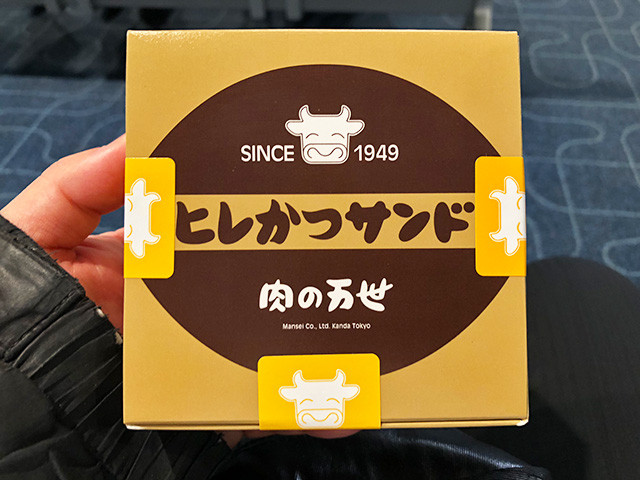 SINCE 1949
ヒレかつサンド
肉の万世
Mansei Co., Ltd. Kanda Tokyo